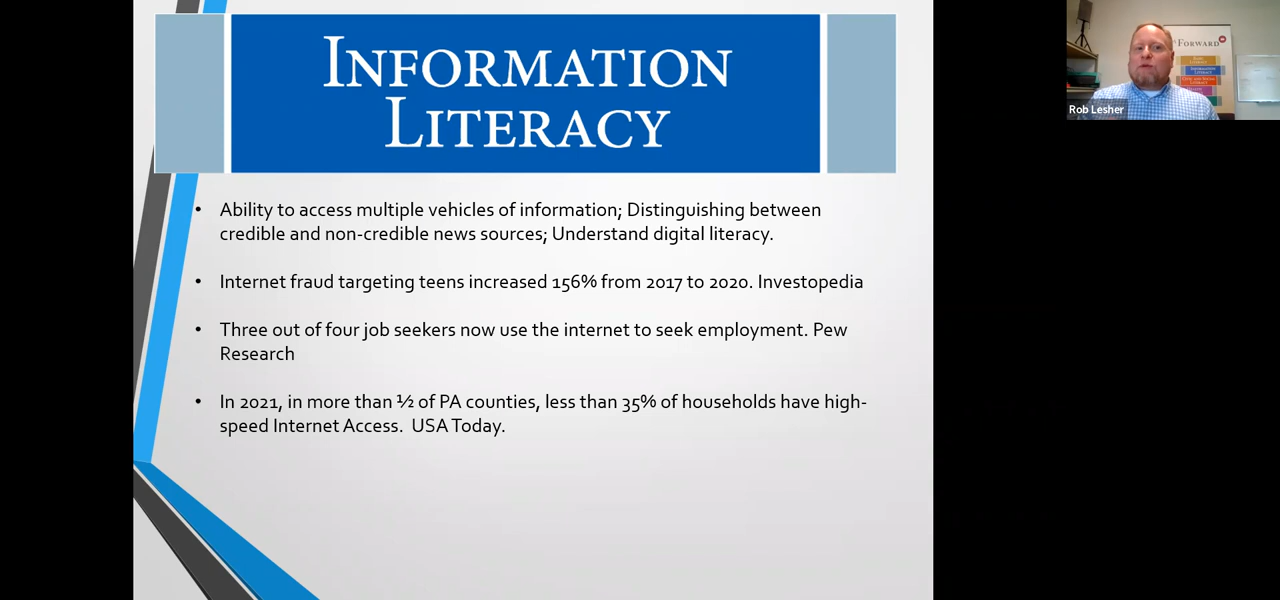 INFORMATION
LITERACY
• Ability to access multiple vehicles of information; Distinguishing between
credible and non-credible news sources; Understand digital literacy.
• Internet fraud targeting teens increased 156% from 2017 to 2020. Investopedia
• Three out of four job seekers now use the internet to seek employment. Pew
Research
• In 2021, in more than ½ of PA counties, less than 35% of households have high-
speed Internet Access.  USA Today.
FORWARD
INFORMATION
LITERACY
Rob Lesher